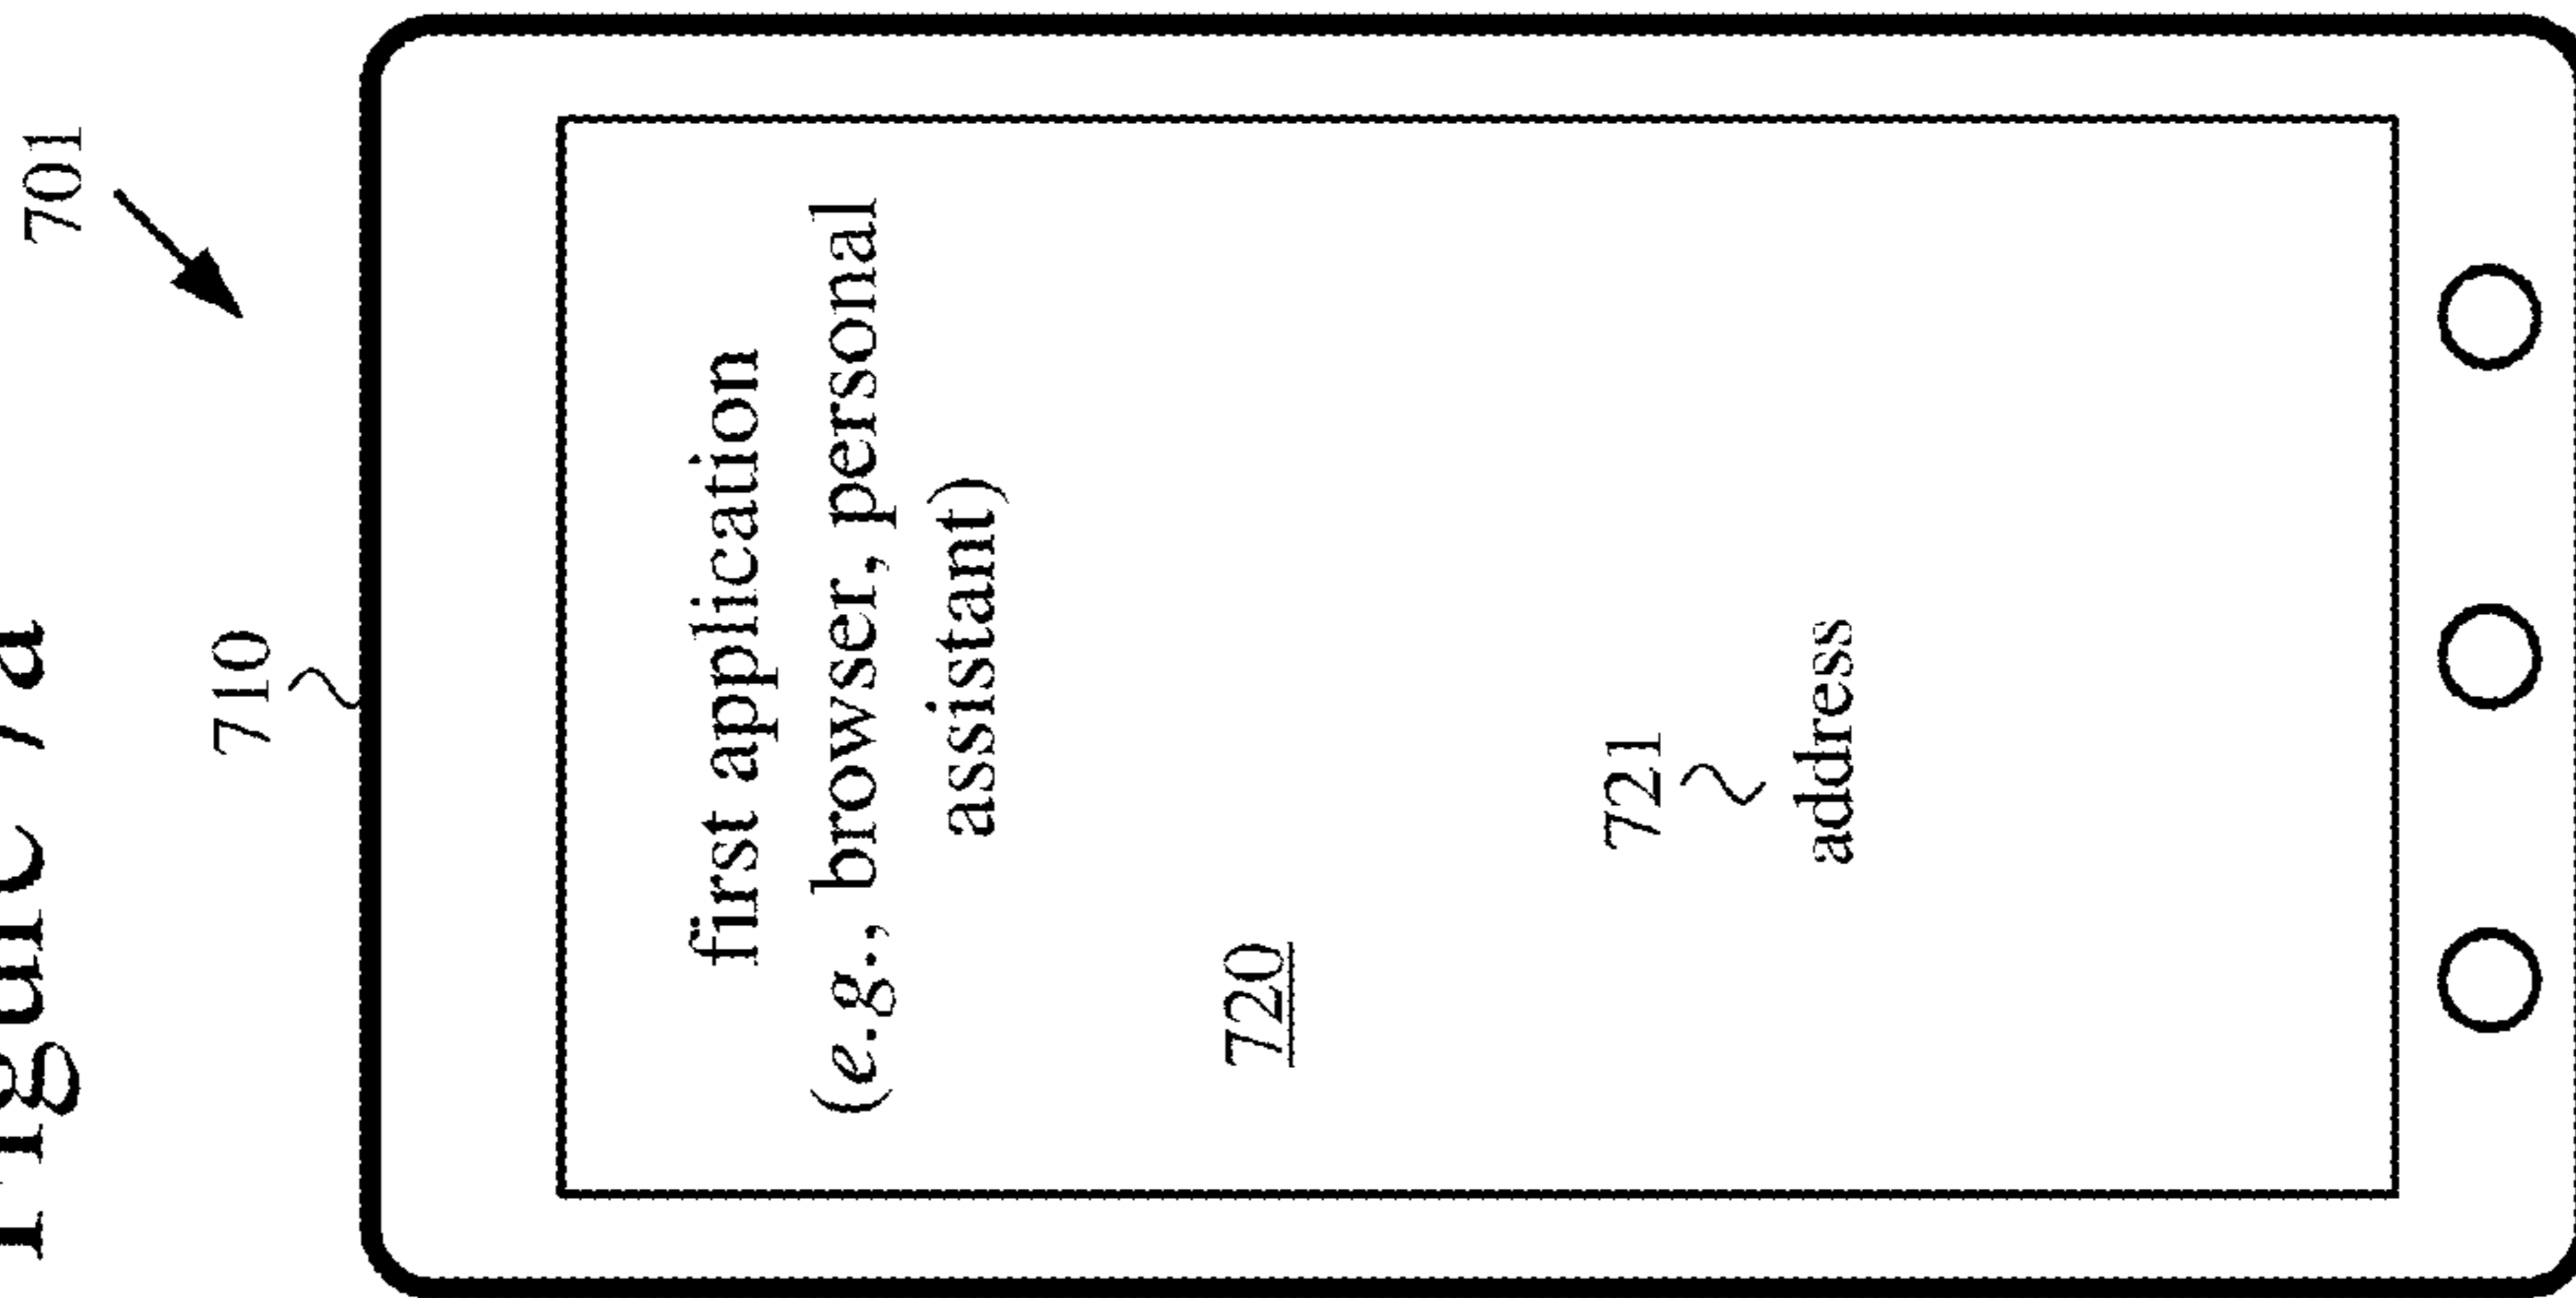 Figure 7a
701
710
first application
(e.g., browser, personal
assistant)
720
721
address